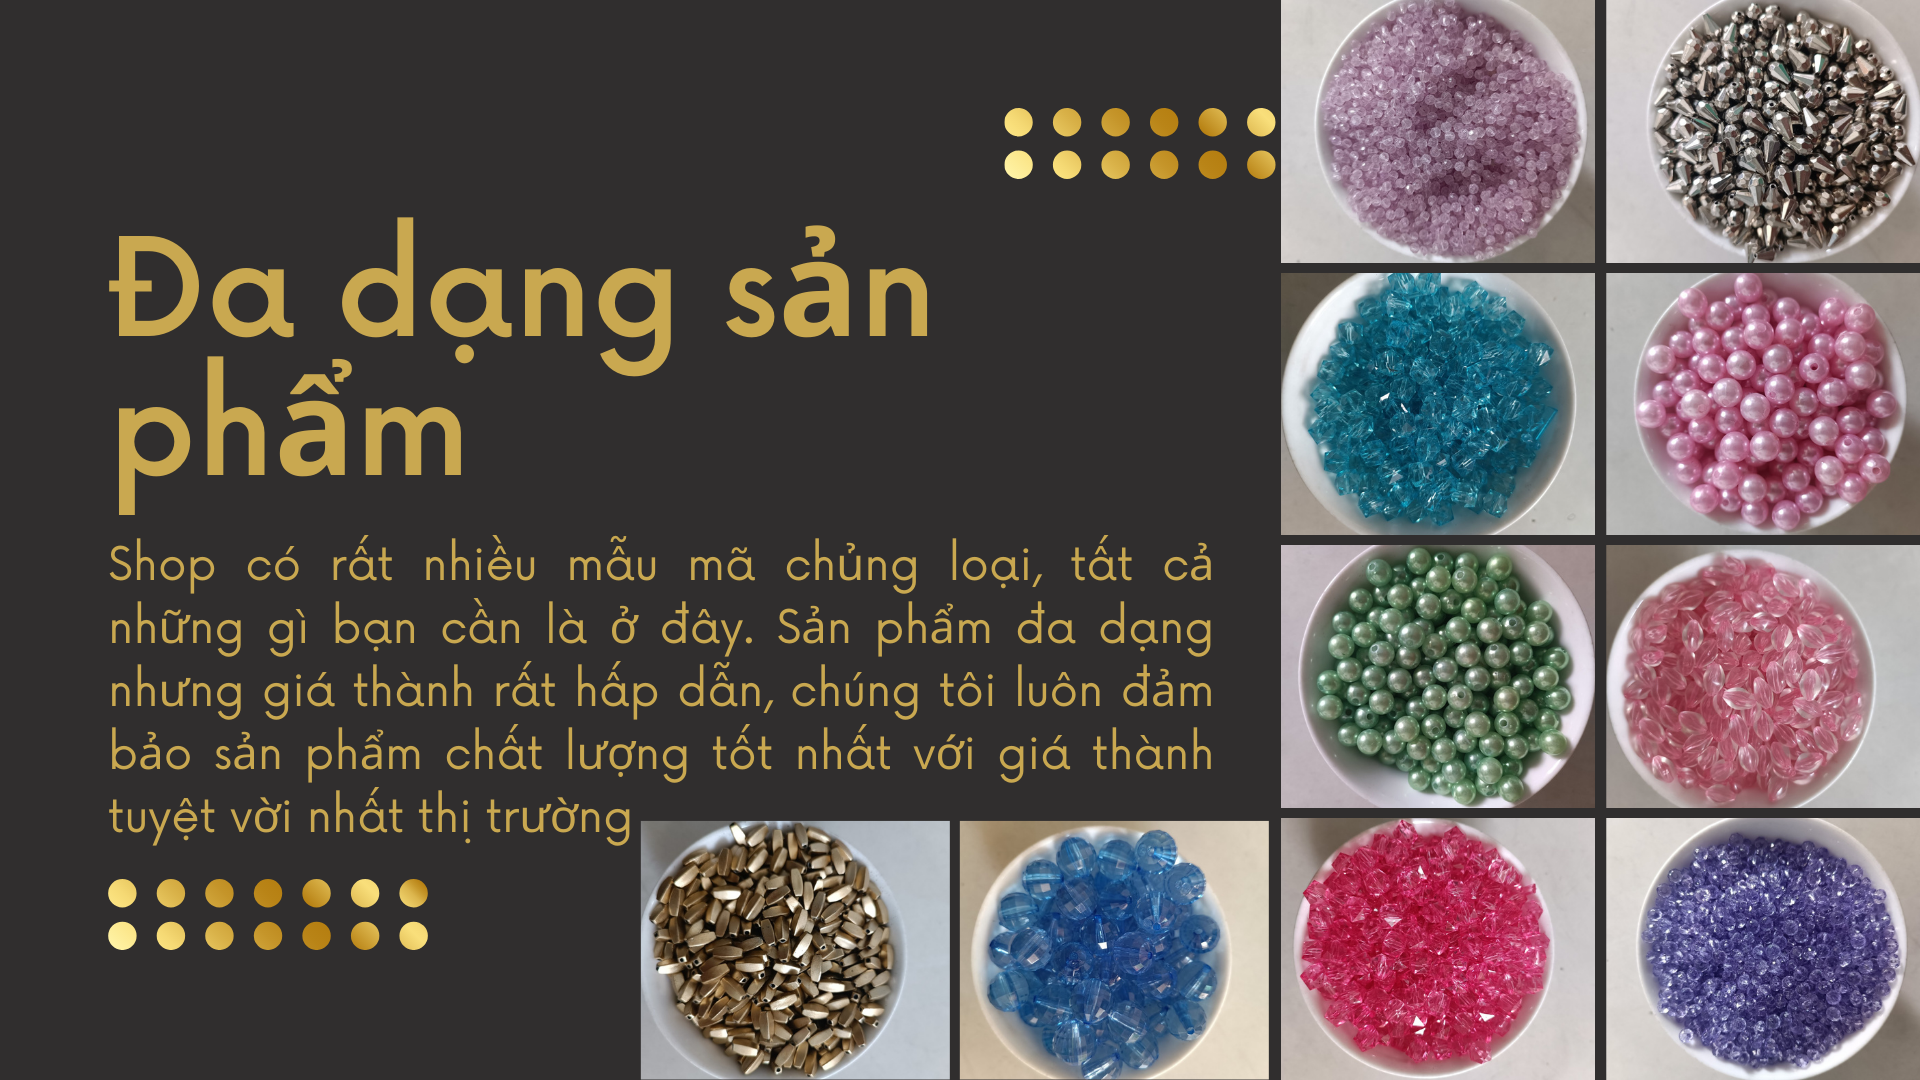 Đa dạng sản
phẩm
Shop có rất nhiều mẫu mã chủng loại, tất cả
những gì bạn cần là ở đây. Sản phẩm đa dạng
nhưng giá thành rất hấp dẫn, chúng tôi luôn đảm
bảo sản phẩm chất lượng tốt nhất với giá thành
tuyệt vời nhất thị trường